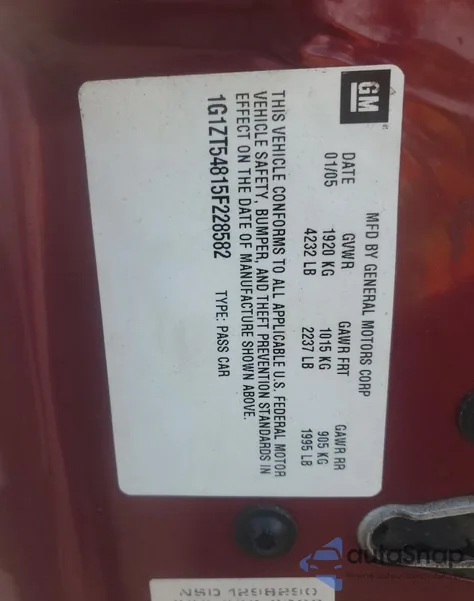 GM
MFD BY GENERAL MOTORS CORP
DATE GVWR GAWR FRT GAWR RR
01/05 1920 KG 1015 KG 905 KG
4232 LB 2237 LB 1995 LB
THIS VEHICLE CONFORMS TO ALL APPLICABLE U.S. FEDERAL MOTOR
VEHICLE SAFETY, BUMPER, AND THEFT PREVENTION STANDARDS IN
EFFECT ON THE DATE OF MANUFACTURE SHOWN ABOVE.
1G1ZT54815F228582 TYPE: PASS CAR
autoSnap